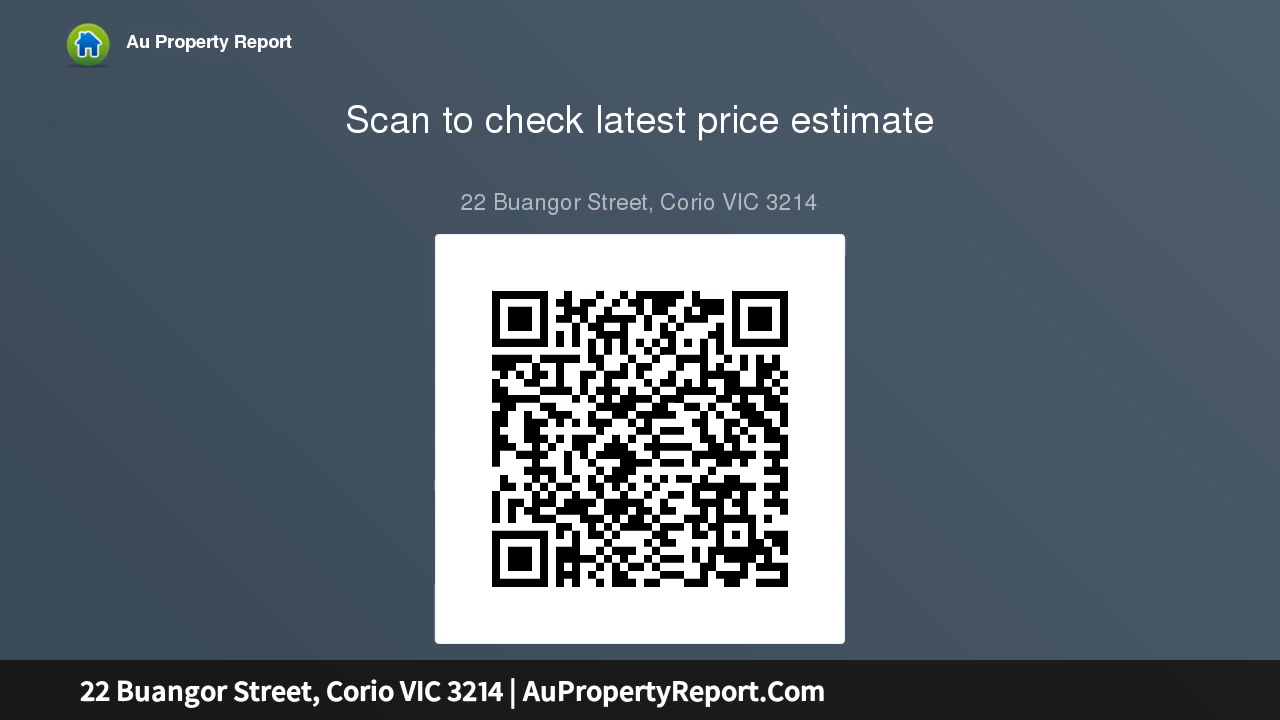 Au Property Report
Scan to check latest price estimate
22 Buangor Street, Corio VIC 3214
22 Buangor Street, Corio VIC 3214 | AuPropertyReport.Com